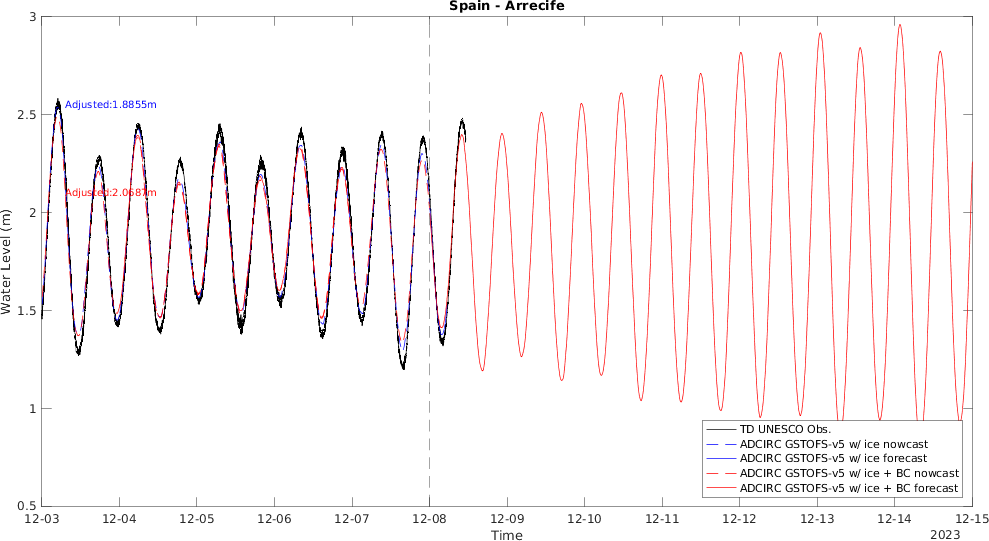 Spain - Arrecife
3
2.5
2
1.5
1
0.5
Water Level (m)
Adjusted:1.8855m
Adjusted:2.0687m
TD UNESCO Obs.
ADCIRC GSTOFS-v5 w/ ice nowcast
ADCIRC GSTOFS-v5 w/ ice forecast
ADCIRC GSTOFS-v5 w/ ice + BC nowcast
ADCIRC GSTOFS-v5 w/ ice + BC forecast
12-03 12-04 12-05 12-06 12-07 12-08 12-09 12-10 12-11 12-12 12-13 12-14 12-15
Time
2023